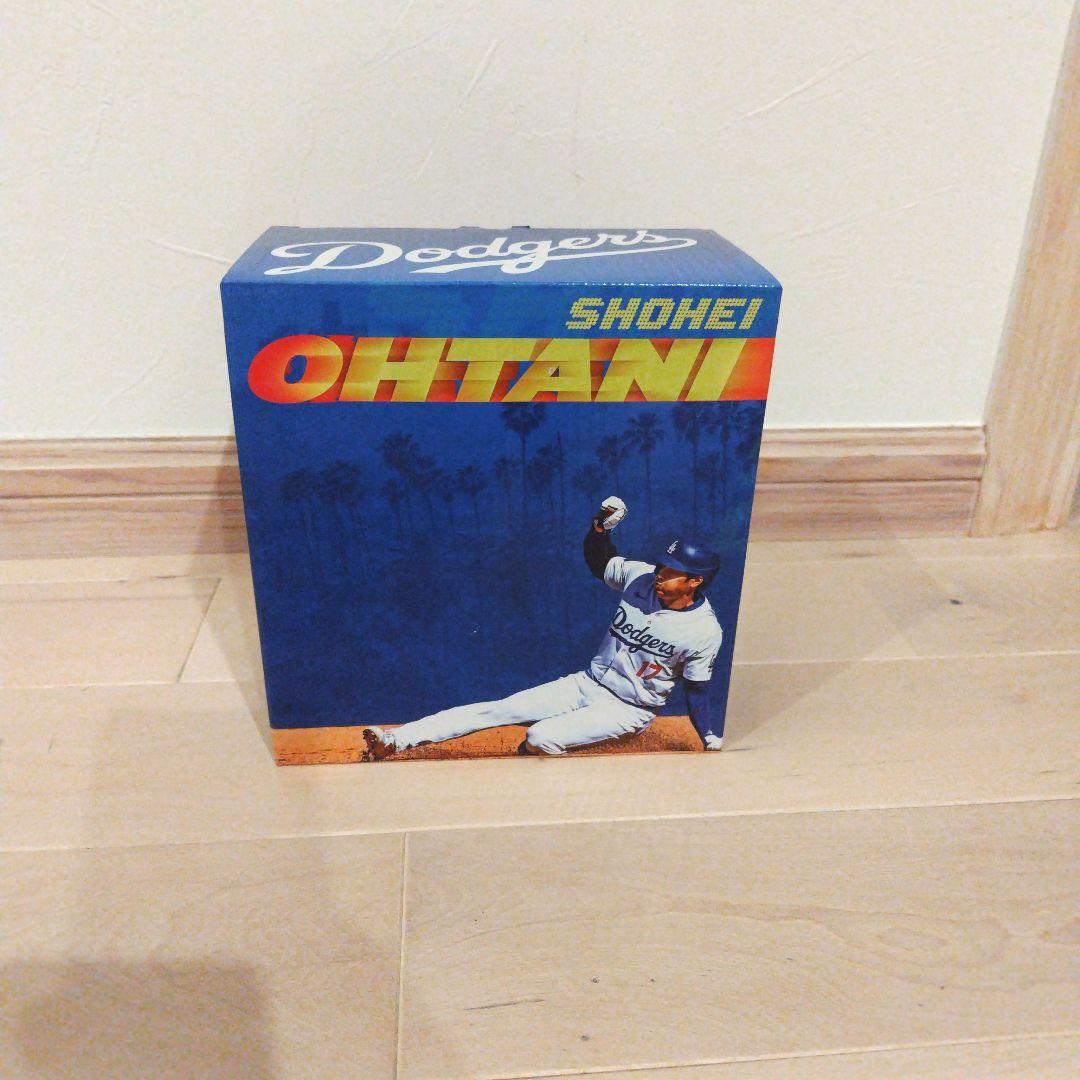 Dodgers
SHOHEI
OHTANI
Dodgers
17